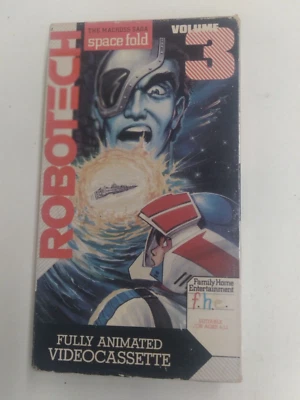 THE MACROSS SAGA
space fold
VOLUME
3
ROBOTECH
Family Home
Entertainment
f.h.e.
FULLY ANIMATED
VIDEOCASSETTE